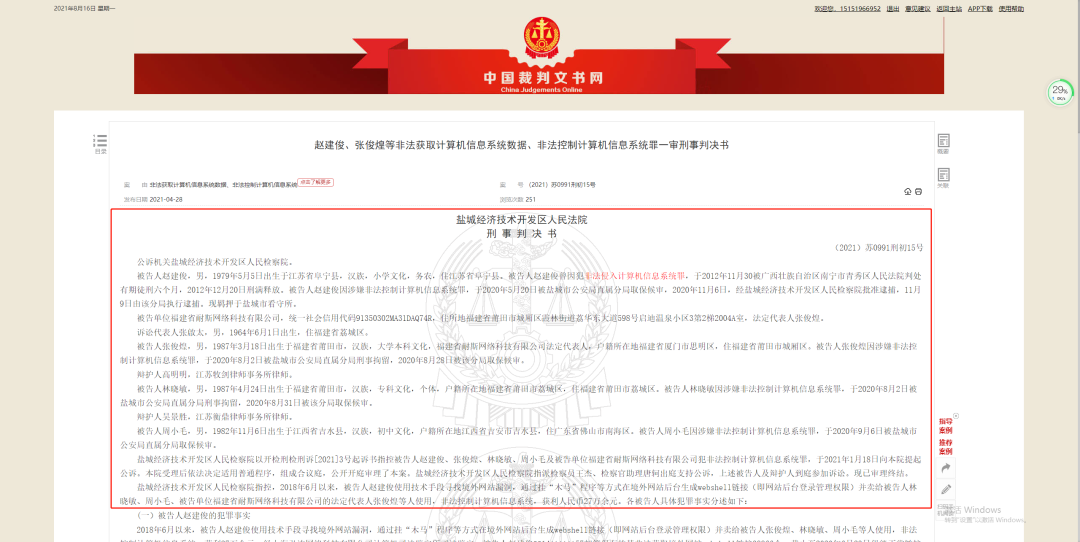 2021年8月16日 星期一
欢迎您，15151966952 退出 意见建议 返回主站 APP下载 使用帮助
中国裁判文书网
China Judgements Online
29%
目录
概要
关联
赵建俊、张俊煌等非法获取计算机信息系统数据、非法控制计算机信息系统罪一审刑事判决书
案 由 非法获取计算机信息系统数据、非法控制计算机信息系统 点击了解更多
案 号 （2021）苏0991刑初15号
发布日期 2021-04-28
浏览次数 251
盐城经济技术开发区人民法院
刑 事 判 决 书
（2021）苏0991刑初15号
公诉机关盐城经济技术开发区人民检察院。
被告人赵建俊，男，1979年5月5日出生于江苏省阜宁县，汉族，小学文化，务农，住江苏省阜宁县。被告人赵建俊曾因犯非法侵入计算机信息系统罪，于2012年11月30被广西壮族自治区南宁市青秀区人民法院判处
有期徒刑六个月，2012年12月20日刑满释放。被告人赵建俊因涉嫌非法控制计算机信息系统罪，于2020年5月20日被盐城市公安局直属分局取保候审，2020年11月6日，经盐城经济技术开发区人民检察院批准逮捕，11月
9日由该分局执行逮捕。现羁押于盐城市看守所。
被告单位福建省耐斯网络科技有限公司，统一社会信用代码91350302MA31DAQ74R，住所地福建省莆田市城厢区霞林街道荔华东大道598号启地温泉小区3第2梯2004A室，法定代表人张俊煌。
诉讼代表人张啟太，男，1964年6月1日出生，住福建省荔城区。
被告人张俊煌，男，1987年3月18日出生于福建省莆田市，汉族，大学本科文化，福建省耐斯网络科技有限公司法定代表人，户籍所在地福建省厦门市思明区，住福建省莆田市城厢区。被告人张俊煌因涉嫌非法控
制计算机信息系统罪，于2020年8月2日被盐城市公安局直属分局刑事拘留，2020年8月28日被该分局取保候审。
辩护人高明明，江苏牧剑律师事务所律师。
被告人林晓敏，男，1987年4月24日出生于福建省莆田市，汉族，专科文化，个体，户籍所在地福建省莆田市荔城区，住福建省莆田市荔城区。被告人林晓敏因涉嫌非法控制计算机信息系统罪，于2020年8月2日被
盐城市公安局直属分局刑事拘留，2020年8月31日被该分局取保候审。
辩护人吴景胜，江苏衡鼎律师事务所律师。
被告人周小毛，男，1982年11月6日出生于江西省吉水县，汉族，初中文化，户籍所在地江西省吉安市吉水县，住广东省佛山市南海区。被告人周小毛因涉嫌非法控制计算机信息系统罪，于2020年9月6日被盐城市
公安局直属分局取保候审。
盐城经济技术开发区人民检察院以开检刑检刑诉[2021]3号起诉书指控被告人赵建俊、张俊煌、林晓敏、周小毛及被告单位福建省耐斯网络科技有限公司犯非法控制计算机信息系统罪，于2021年1月18日向本院提起
公诉。本院受理后依法决定适用普通程序，组成合议庭，公开开庭审理了本案。盐城经济技术开发区人民检察院指派检察员王杰、检察官助理唐珂出庭支持公诉，上述被告人及辩护人到庭参加诉讼。现已审理终结。
盐城经济技术开发区人民检察院指控，2018年6月以来，被告人赵建俊使用技术手段寻找境外网站漏洞，通过挂“木马”程序等方式在境外网站后台生成webshell链接（即网站后台登录管理权限）并卖给被告人林
晓敏、周小毛、被告单位福建省耐斯网络科技有限公司的法定代表人张俊煌等人使用，非法控制计算机信息系统，获利人民币27万余元。各被告人具体犯罪事实分述如下：
（一）被告人赵建俊的犯罪事实
2018年6月以来，被告人赵建俊使用技术手段寻找境外网站漏洞，通过挂“木马”程序等方式在境外网站后台生成webshell链接（即网站后台登录管理权限）并卖给被告人张俊煌、林晓敏、周小毛等人使用，非法
指导
案例
推荐
案例
激活 Windows
转到“设置”以激活 Windows。